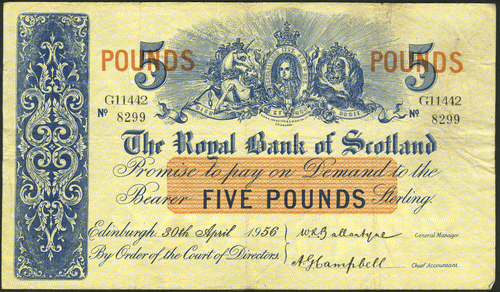 5 POUNDS 5 POUNDS
G11442 G11442
Nº 8299 Nº 8299
The Royal Bank of Scotland
Promise to pay on Demand to the
Bearer FIVE POUNDS Sterling.
Edinburgh 30th April 1956 W.R. Ballantyne General Manager
By Order of the Court of Directors. A.G. Campbell Chief Accountant